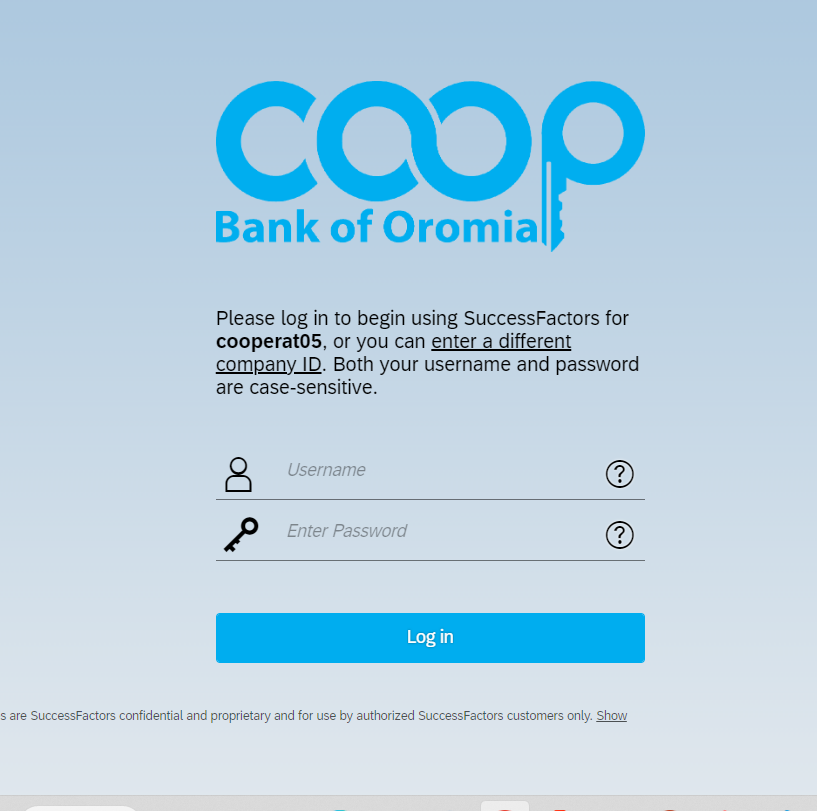 coop
Bank of Oromia
Please log in to begin using SuccessFactors for
cooperat05, or you can enter a different
company ID. Both your username and password
are case-sensitive.
Username
Enter Password
Log in
s are SuccessFactors confidential and proprietary and for use by authorized SuccessFactors customers only. Show